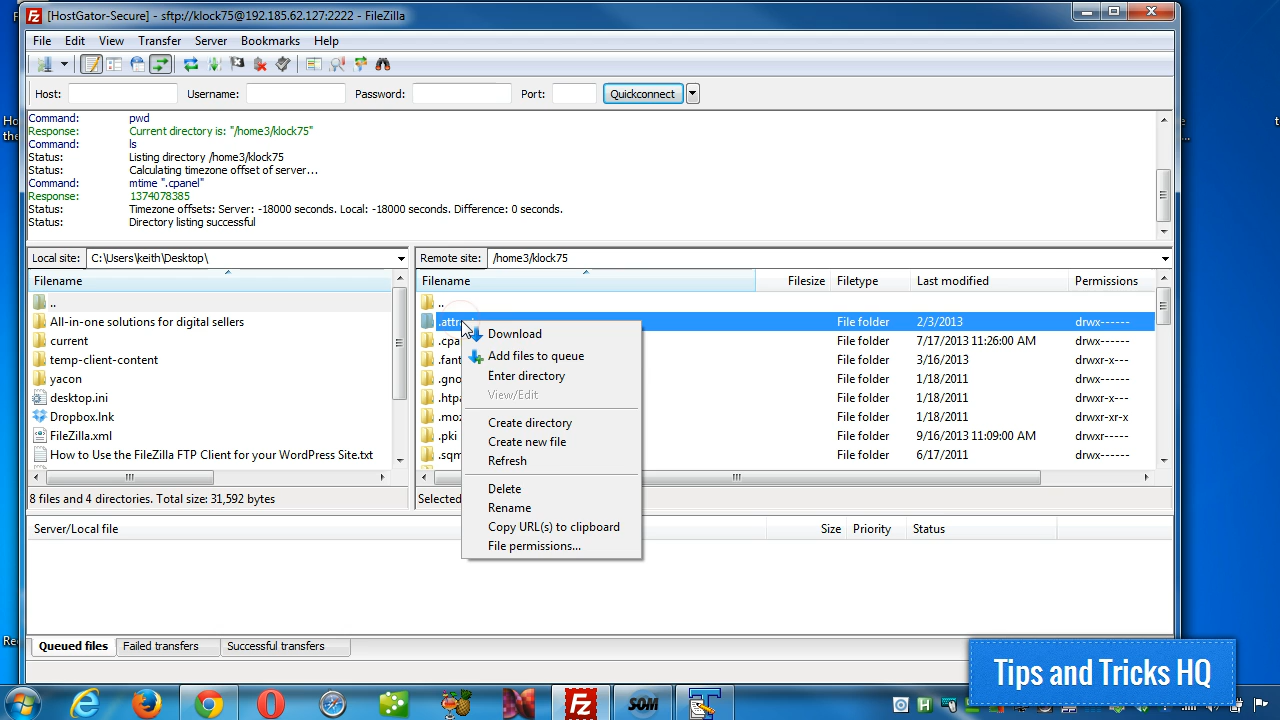 [HostGator-Secure] - sftp://klock75@192.185.62.127:2222 - FileZilla
File Edit View Transfer Server Bookmarks Help
Host: Username: Password: Port: Quickconnect
Command: pwd
Response: Current directory is: "/home3/klock75"
Command: ls
Status: Listing directory /home3/klock75
Status: Calculating timezone offset of server...
Command: mtime ".cpanel"
Response: 1374078385
Status: Timezone offsets: Server: -18000 seconds. Local: -18000 seconds. Difference: 0 seconds.
Status: Directory listing successful
Local site: C:\Users\keith\Desktop\
Filename
..
All-in-one solutions for digital sellers
current
temp-client-content
yacon
desktop.ini
Dropbox.lnk
FileZilla.xml
How to Use the FileZilla FTP Client for your WordPress Site.txt
8 files and 4 directories. Total size: 31,592 bytes
Remote site: /home3/klock75
Filename Filesize Filetype Last modified Permissions
..
File folder 2/3/2013 drwx------
.cpa File folder 7/17/2013 11:26:00 AM drwx------
.fant File folder 3/16/2013 drwxr-x---
.gno File folder 1/18/2011 drwx------
.htpa File folder 1/18/2011 drwxr-x---
.moz File folder 1/18/2011 drwxr-xr-x
.pki File folder 9/16/2013 11:09:00 AM drwx------
.sqm File folder 6/17/2011 drwx------
Selected
Download
Add files to queue
Enter directory
View/Edit
Create directory
Create new file
Refresh
Delete
Rename
Copy URL(s) to clipboard
File permissions...
Server/Local file Size Priority Status
Queued files Failed transfers Successful transfers
Tips and Tricks HQ
SOM